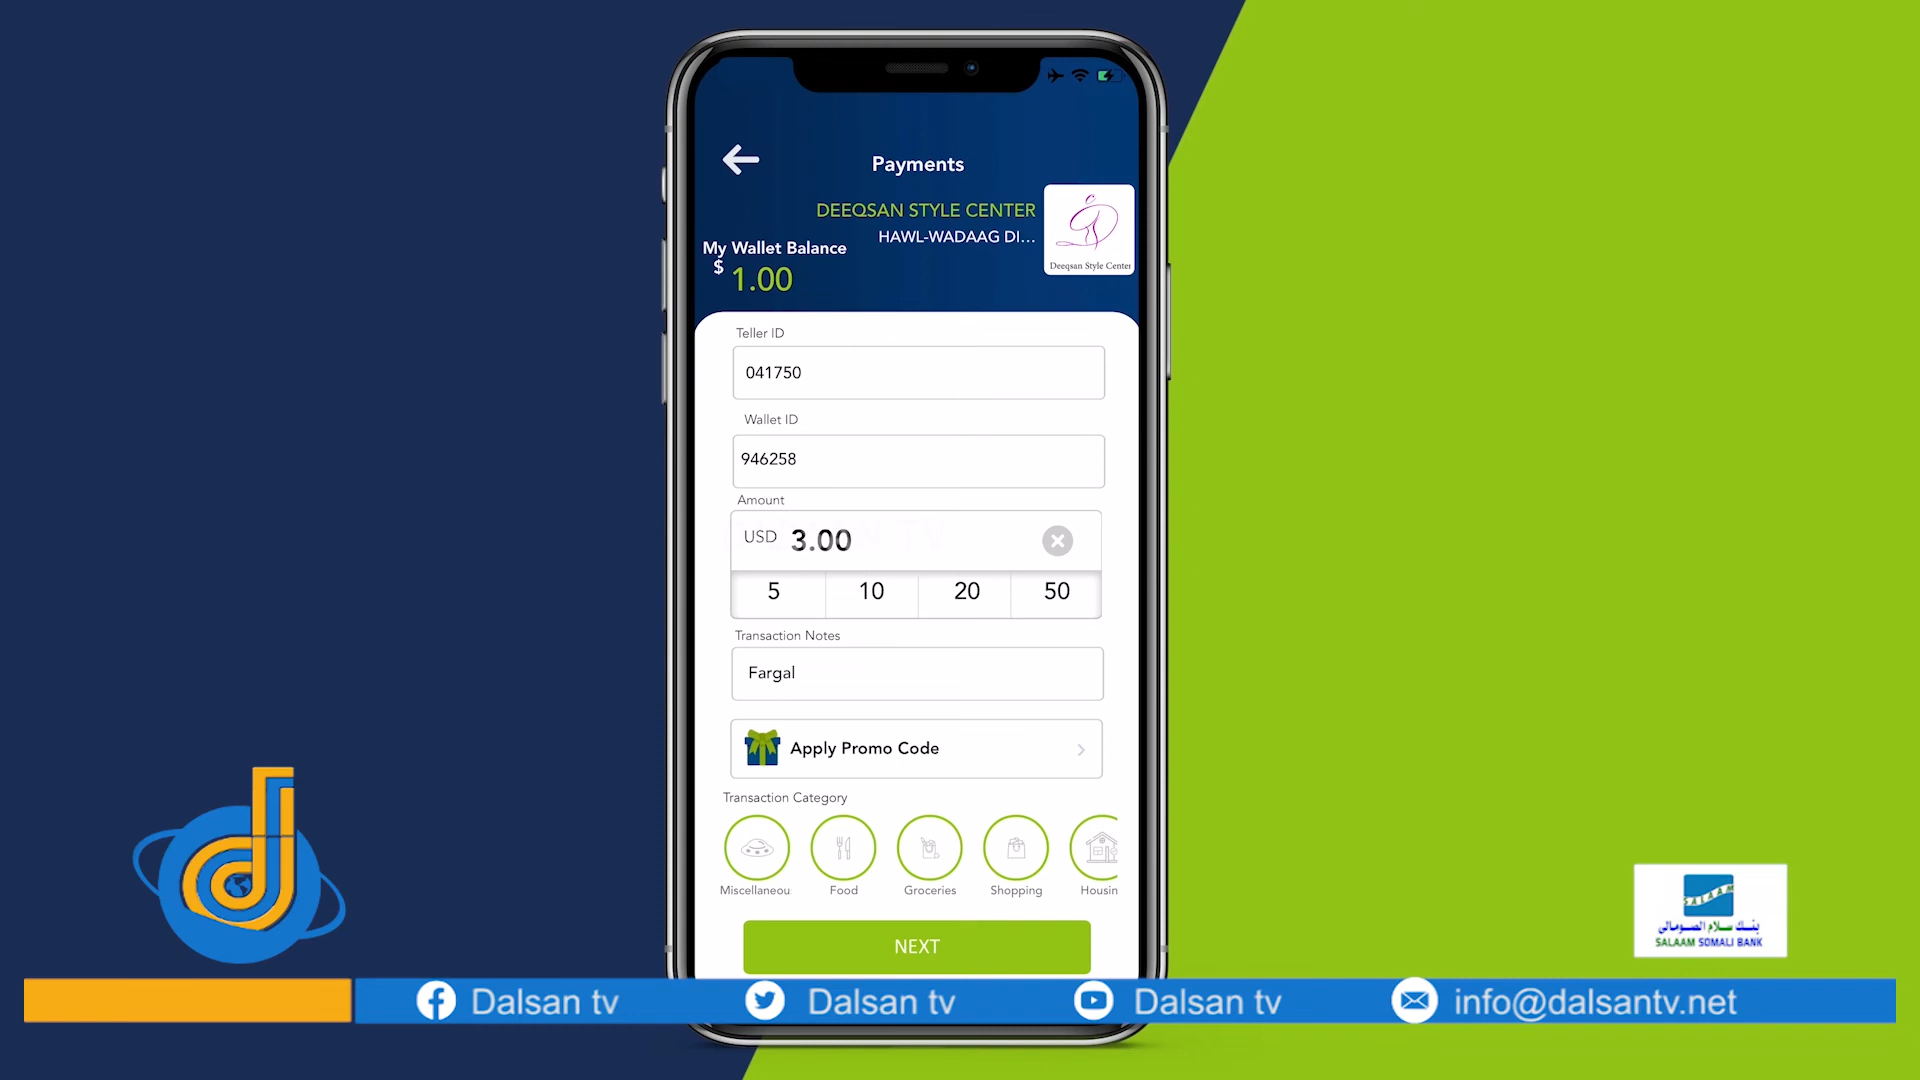 Payments
DEEQSAN STYLE CENTER
HAWL-WADAAG DI...
Deeqsan Style Center
My Wallet Balance
$ 1.00
Teller ID
041750
Wallet ID
946258
Amount
USD 3.00
5 10 20 50
Transaction Notes
Fargal
Apply Promo Code
Transaction Category
Miscellaneou Food Groceries Shopping Housin
NEXT
SALAAM
بنك سلام الصومالي
SALAAM SOMALI BANK
Dalsan tv Dalsan tv Dalsan tv info@dalsantv.net